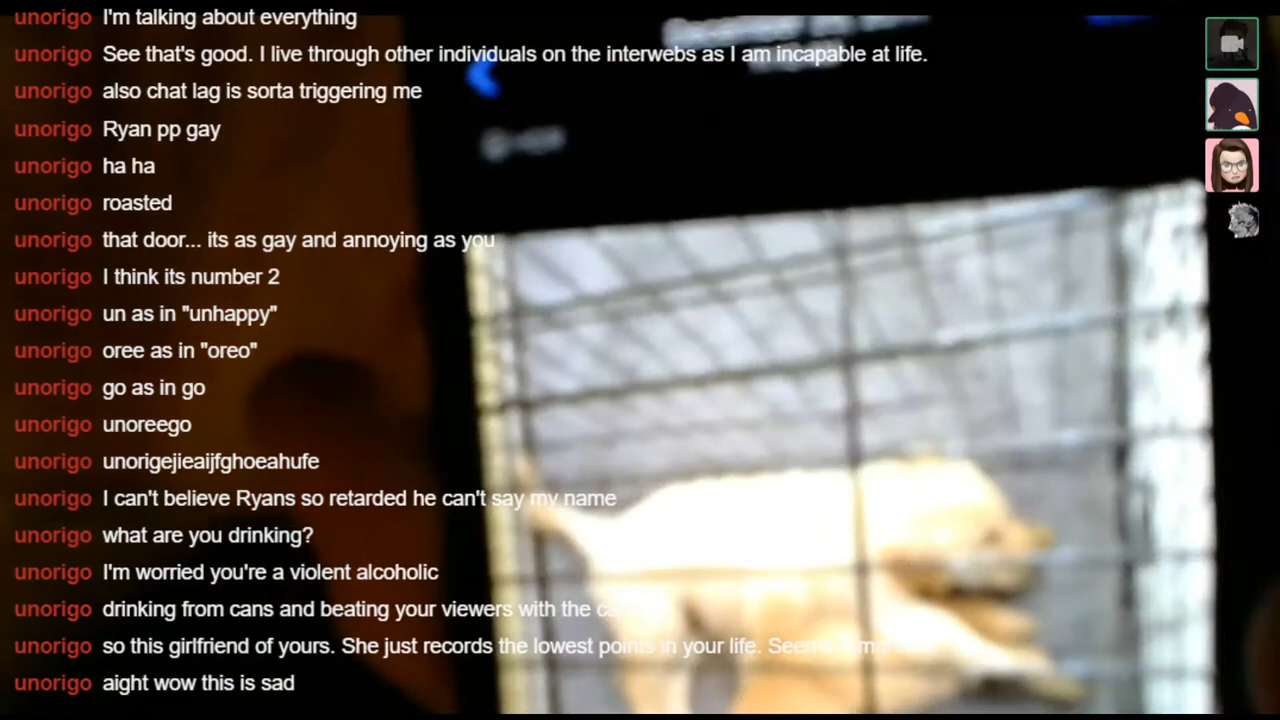 unorigo I'm talking about everything
unorigo See that's good. I live through other individuals on the interwebs as I am incapable at life.
unorigo also chat lag is sorta triggering me
unorigo Ryan pp gay
unorigo ha ha
unorigo roasted
unorigo that door... its as gay and annoying as you
unorigo I think its number 2
unorigo un as in "unhappy"
unorigo oree as in "oreo"
unorigo go as in go
unorigo unoreego
unorigo unorigejieaijfghoeahufe
unorigo I can't believe Ryans so retarded he can't say my name
unorigo what are you drinking?
unorigo I'm worried you're a violent alcoholic
unorigo drinking from cans and beating your viewers with the
unorigo so this girlfriend of yours. She just records the lowest points in your life.
unorigo aight wow this is sad